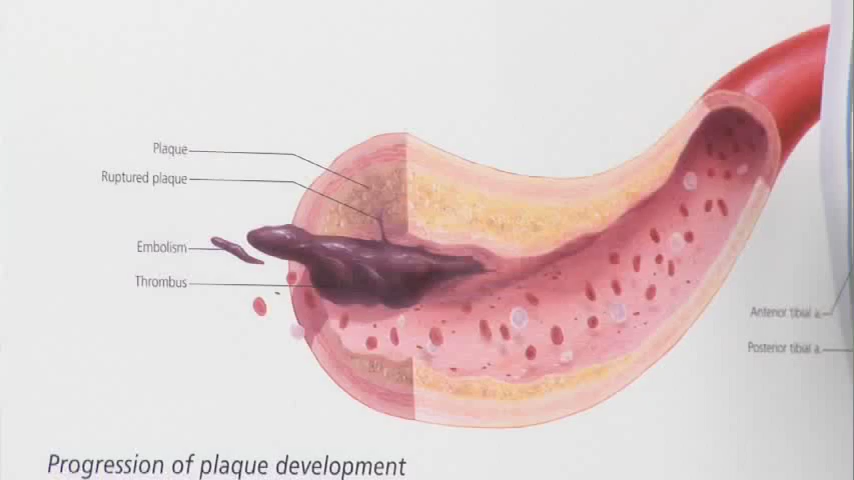 Plaque
Ruptured plaque
Embolism
Thrombus
Anterior tibial a.
Posterior tibial a.
Progression of plaque development